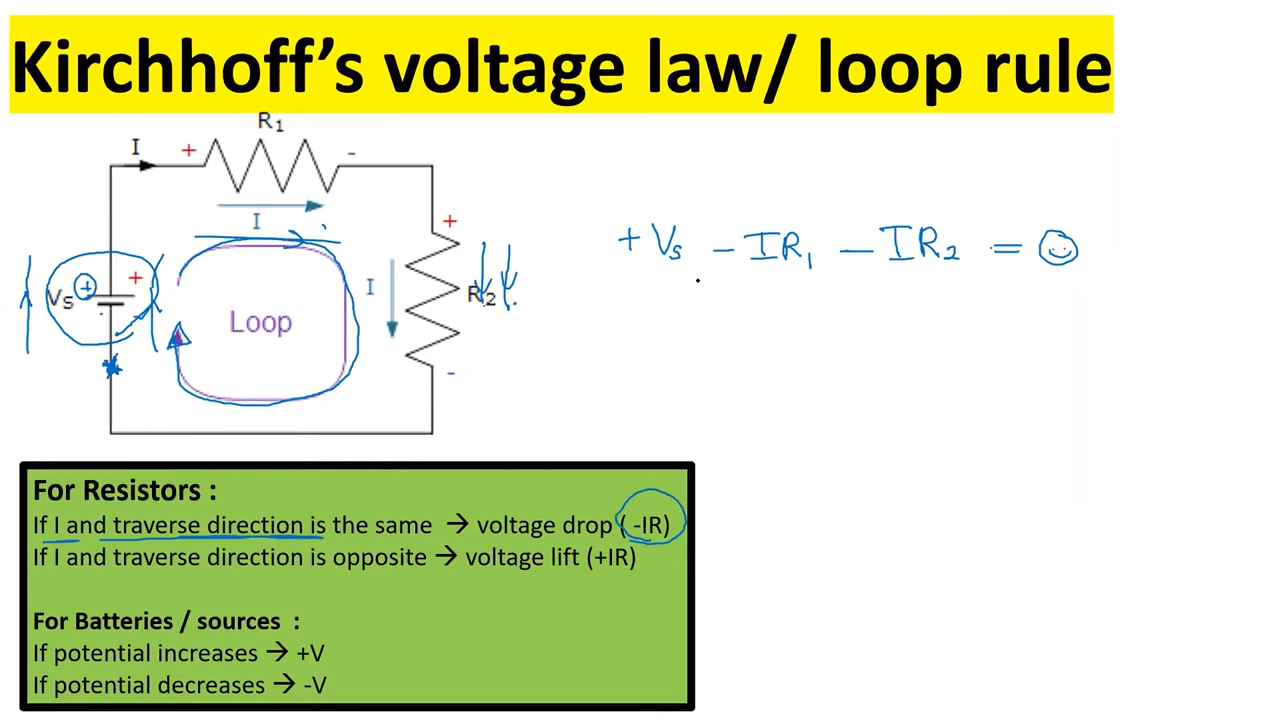 Kirchhoff’s voltage law/ loop rule
R₁
I
+
-
I
+
+
Vₛ
+
I
R₂
Loop
-
-
+ Vₛ - IR₁ - IR₂ = ☺
For Resistors :
If I and traverse direction is the same → voltage drop ( -IR)
If I and traverse direction is opposite → voltage lift (+IR)
For Batteries / sources :
If potential increases → +V
If potential decreases → -V